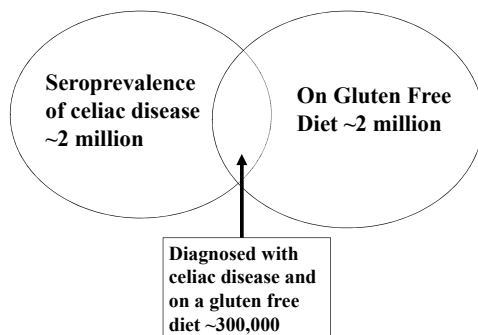 Seroprevalence
of celiac disease
~2 million
On Gluten Free
Diet ~2 million
Diagnosed with
celiac disease and
on a gluten free
diet ~300,000